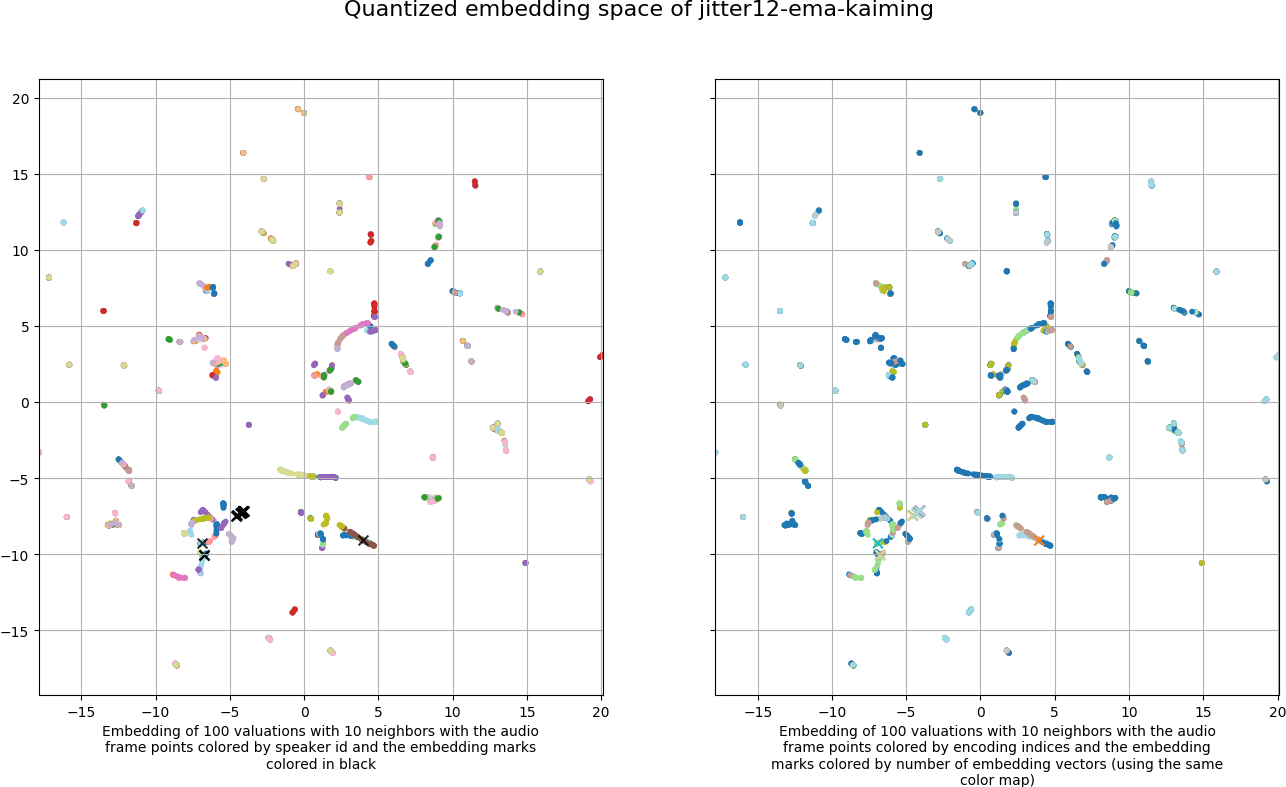 Quantized embedding space of jitter12-ema-kaiming
20
15
10
5
0
−5
−10
−15
−15 −10 −5 0 5 10 15 20
−15 −10 −5 0 5 10 15 20
Embedding of 100 valuations with 10 neighbors with the audio
frame points colored by speaker id and the embedding marks
colored in black
Embedding of 100 valuations with 10 neighbors with the audio
frame points colored by encoding indices and the embedding
marks colored by number of embedding vectors (using the same
color map)